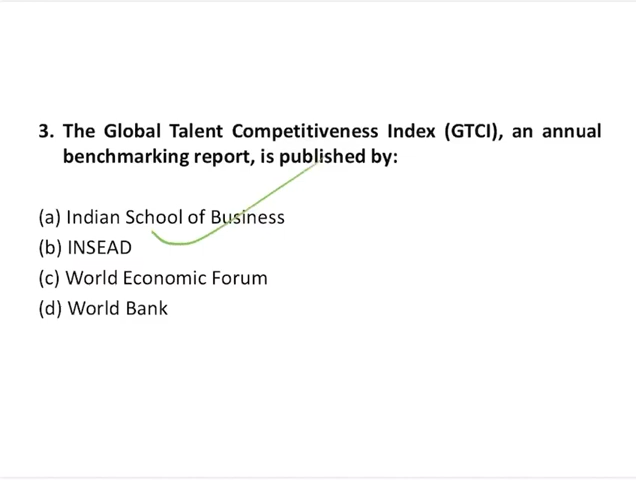 3. The Global Talent Competitiveness Index (GTCI), an annual
benchmarking report, is published by:
(a) Indian School of Business
(b) INSEAD
(c) World Economic Forum
(d) World Bank